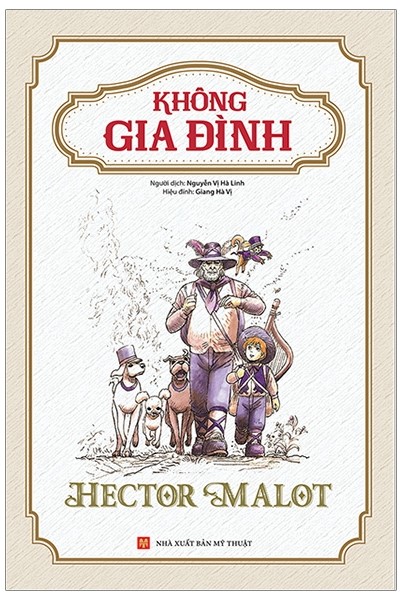 KHÔNG
GIA ĐÌNH
Người dịch: Nguyễn Vị Hà Linh
Hiệu đính: Giang Hà Vị
HECTOR MALOT
NHÀ XUẤT BẢN MỸ THUẬT